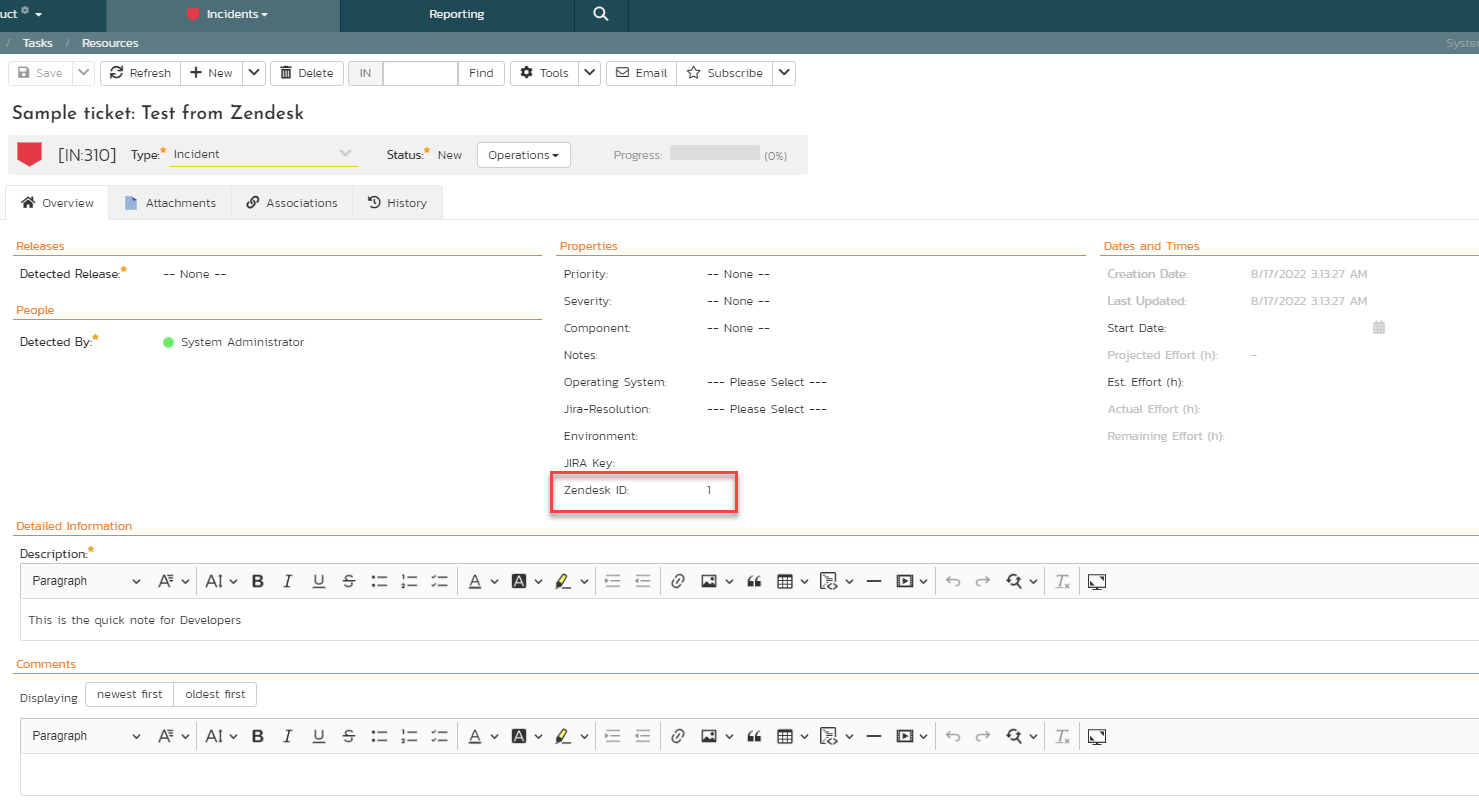 uct
Incidents
Reporting
/ Tasks / Resources
Syste
Save
Refresh
New
Delete
IN
Find
Tools
Email
Subscribe
Sample ticket: Test from Zendesk
[IN:310] Type:* Incident
Status:* New
Operations
Progress: (0%)
Overview
Attachments
Associations
History
Releases
Detected Release:* -- None --
People
Detected By:* System Administrator
Properties
Priority: -- None --
Severity: -- None --
Component: -- None --
Notes:
Operating System: --- Please Select ---
Jira-Resolution: --- Please Select ---
Environment:
JIRA Key:
Zendesk ID: 1
Dates and Times
Creation Date: 8/17/2022 3:13:27 AM
Last Updated: 8/17/2022 3:13:27 AM
Start Date:
Projected Effort (h): -
Est. Effort (h):
Actual Effort (h):
Remaining Effort (h):
Detailed Information
Description:*
Paragraph
This is the quick note for Developers
Comments
Displaying newest first oldest first
Paragraph